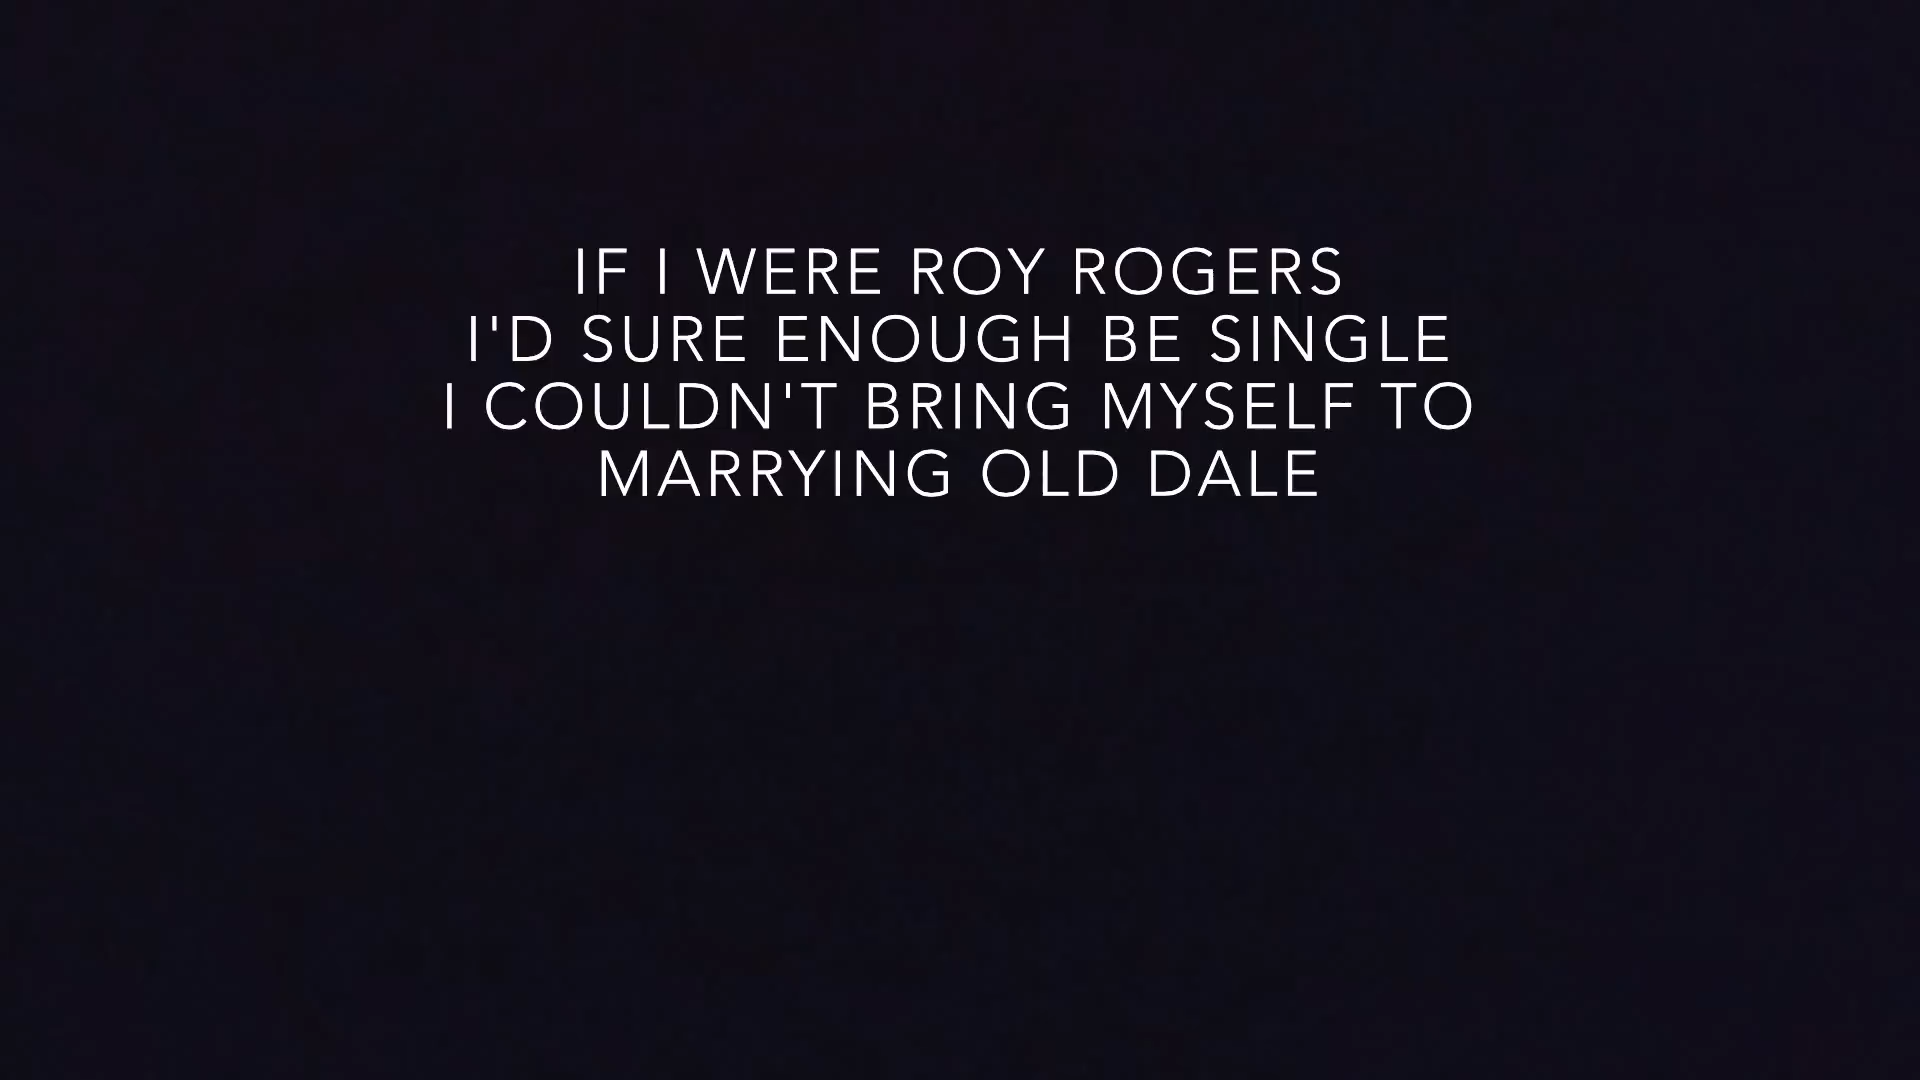 IF I WERE ROY ROGERS
I'D SURE ENOUGH BE SINGLE
I COULDN'T BRING MYSELF TO
MARRYING OLD DALE